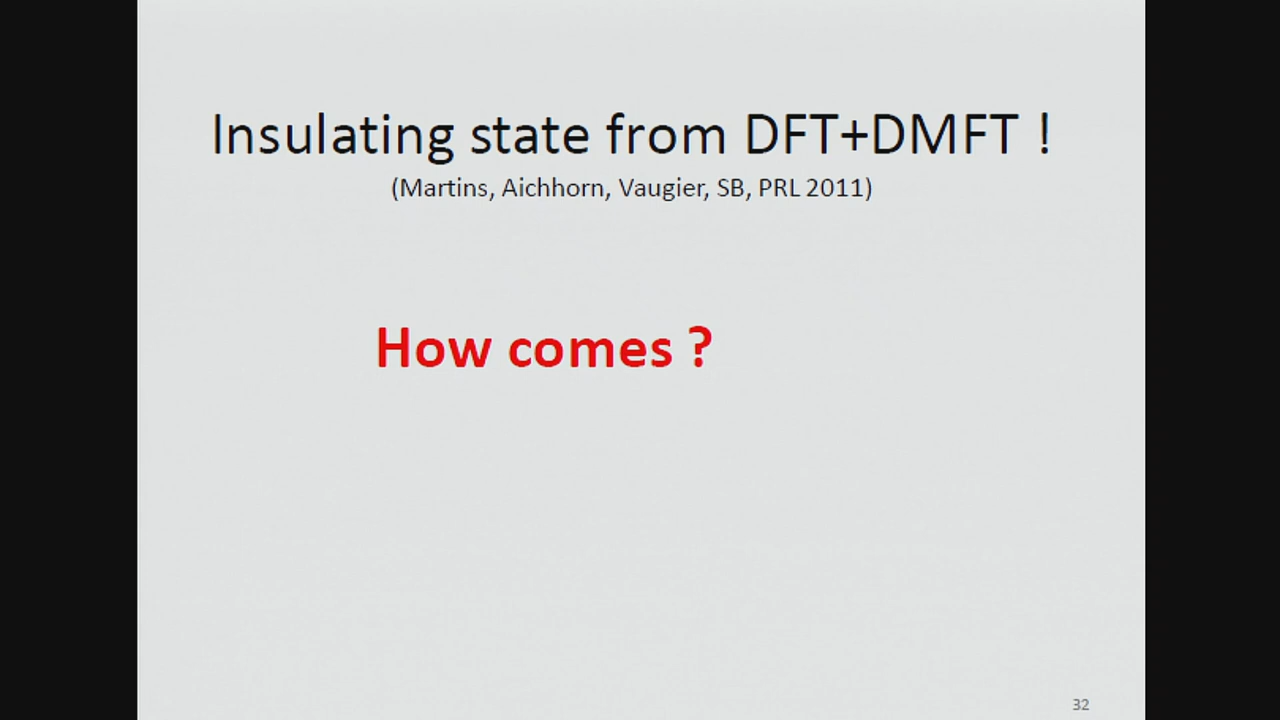 Insulating state from DFT+DMFT !
(Martins, Aichhorn, Vaugier, SB, PRL 2011)
How comes ?
32